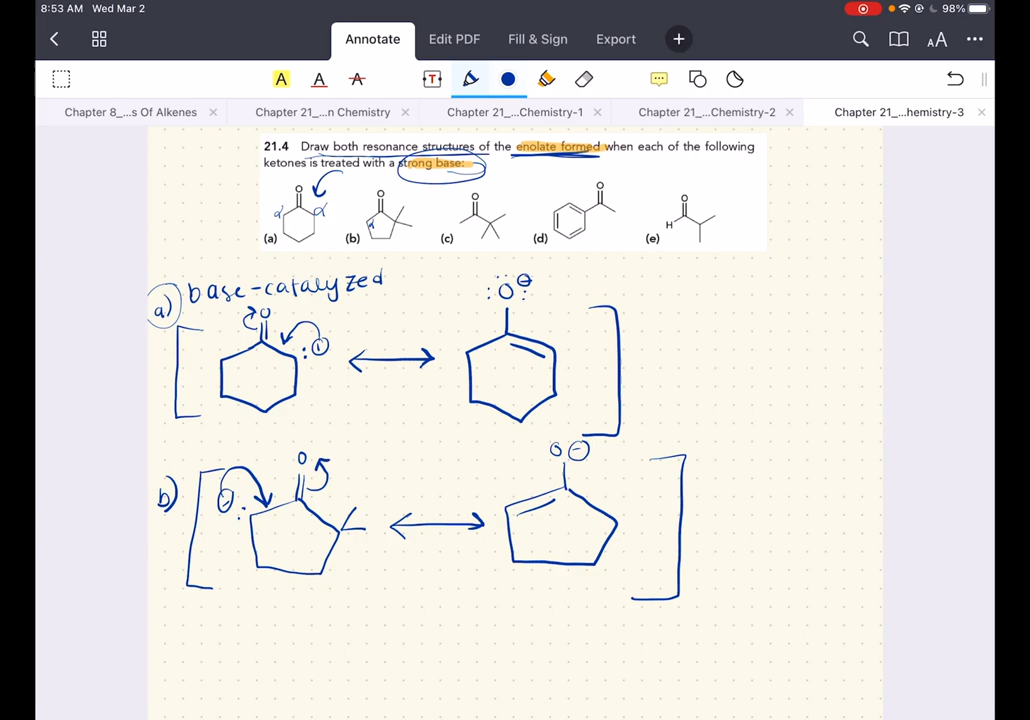 8:53 AM Wed Mar 2
98%
Annotate Edit PDF Fill & Sign Export +
AA
A A A T
Chapter 8_...s Of Alkenes × Chapter 21_...n Chemistry × Chapter 21_...Chemistry-1 × Chapter 21_...Chemistry-2 × Chapter 21_...hemistry-3 ×
21.4 Draw both resonance structures of the enolate formed when each of the following
ketones is treated with a strong base:
O O O O O
α α α H
(a) (b) (c) (d) (e)
a) base-catalyzed
O :O: ⊖
: ⊖
b) O O ⊖
⊖ :